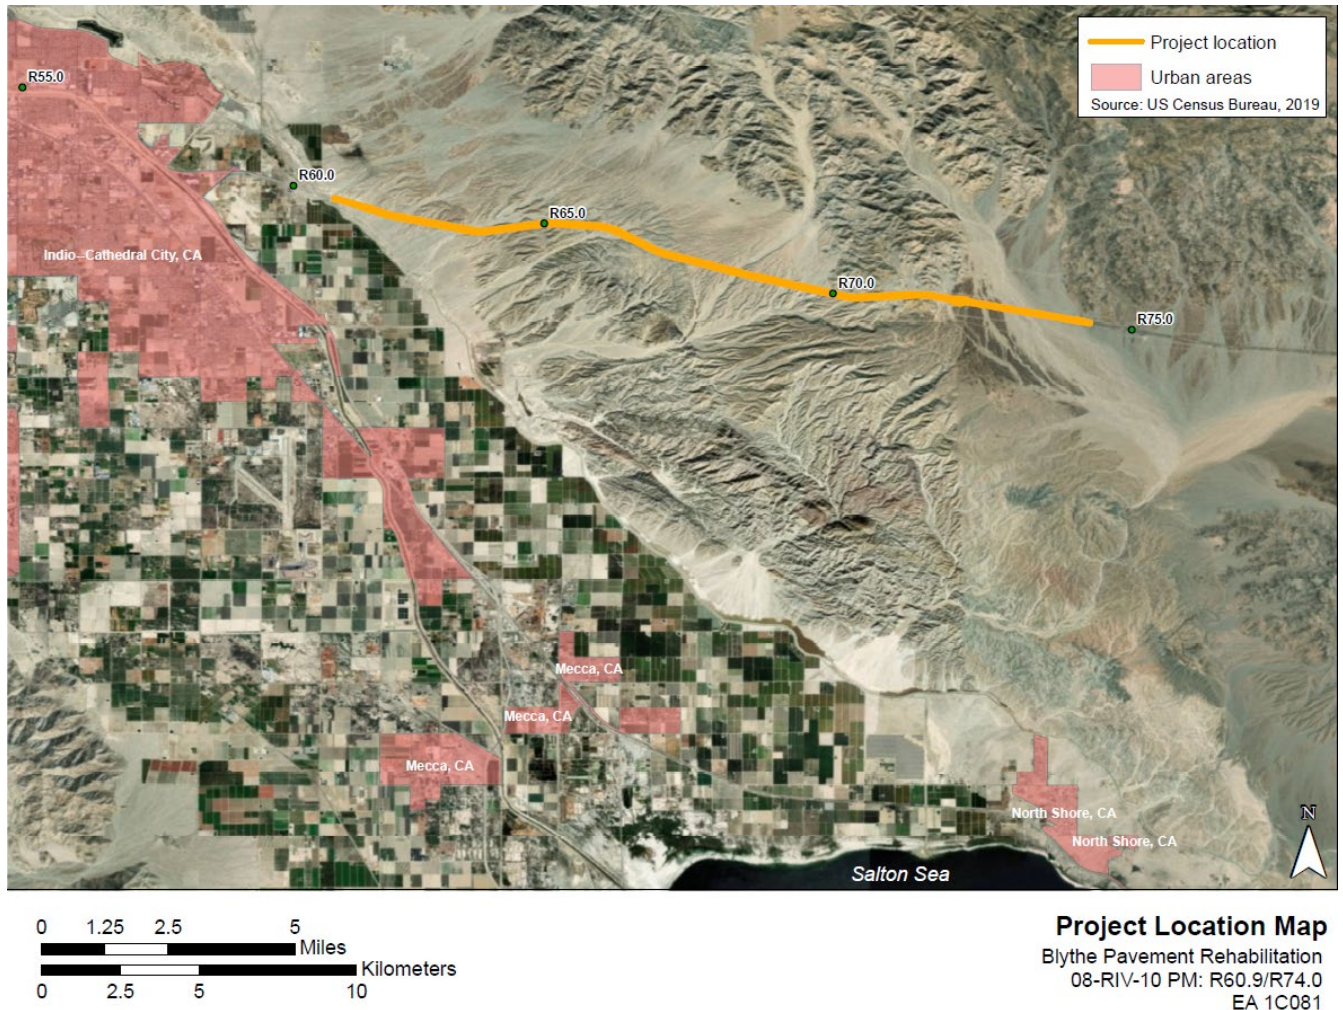 Project location
Urban areas
Source: US Census Bureau, 2019
R55.0
R60.0
R65.0
Indio--Cathedral City, CA
R70.0
R75.0
Mecca, CA
Mecca, CA
Mecca, CA
North Shore, CA
North Shore, CA
N
Salton Sea
0 1.25 2.5 5
Miles
Kilometers
0 2.5 5 10
Project Location Map
Blythe Pavement Rehabilitation
08-RIV-10 PM: R60.9/R74.0
EA 1C081